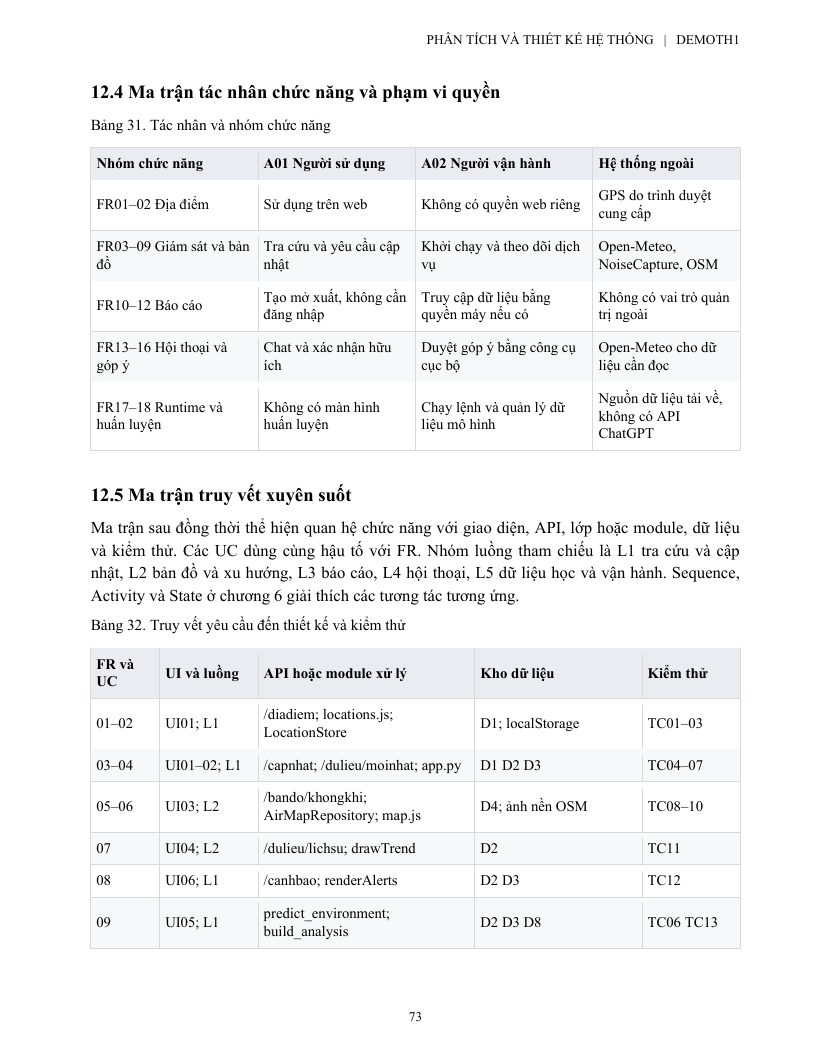 PHÂN TÍCH VÀ THIẾT KẾ HỆ THỐNG | DEMOTH1
12.4 Ma trận tác nhân chức năng và phạm vi quyền
Bảng 31. Tác nhân và nhóm chức năng
Nhóm chức năng A01 Người sử dụng A02 Người vận hành Hệ thống ngoài
FR01–02 Địa điểm Sử dụng trên web Không có quyền web riêng GPS do trình duyệt
cung cấp
FR03–09 Giám sát và bản Tra cứu và yêu cầu cập Khởi chạy và theo dõi dịch Open-Meteo,
đồ nhật vụ NoiseCapture, OSM
FR10–12 Báo cáo Tạo mở xuất, không cần Truy cập dữ liệu bằng Không có vai trò quản
đăng nhập quyền máy nếu có trị ngoài
FR13–16 Hội thoại và Chat và xác nhận hữu Duyệt góp ý bằng công cụ Open-Meteo cho dữ
góp ý ích cục bộ liệu cần đọc
FR17–18 Runtime và Không có màn hình Chạy lệnh và quản lý dữ Nguồn dữ liệu tải về,
huấn luyện huấn luyện liệu mô hình không có API
ChatGPT
12.5 Ma trận truy vết xuyên suốt
Ma trận sau đồng thời thể hiện quan hệ chức năng với giao diện, API, lớp hoặc module, dữ liệu
và kiểm thử. Các UC dùng cùng hậu tố với FR. Nhóm luồng tham chiếu là L1 tra cứu và cập
nhật, L2 bản đồ và xu hướng, L3 báo cáo, L4 hội thoại, L5 dữ liệu học và vận hành. Sequence,
Activity và State ở chương 6 giải thích các tương tác tương ứng.
Bảng 32. Truy vết yêu cầu đến thiết kế và kiểm thử
FR và
UC UI và luồng API hoặc module xử lý Kho dữ liệu Kiểm thử
01–02 UI01; L1 /diadiem; locations.js;
LocationStore D1; localStorage TC01–03
03–04 UI01–02; L1 /capnhat; /dulieu/moinhat; app.py D1 D2 D3 TC04–07
05–06 UI03; L2 /bando/khongkhi;
AirMapRepository; map.js D4; ảnh nền OSM TC08–10
07 UI04; L2 /dulieu/lichsu; drawTrend D2 TC11
08 UI06; L1 /canhbao; renderAlerts D2 D3 TC12
09 UI05; L1 predict_environment;
build_analysis D2 D3 D8 TC06 TC13
73